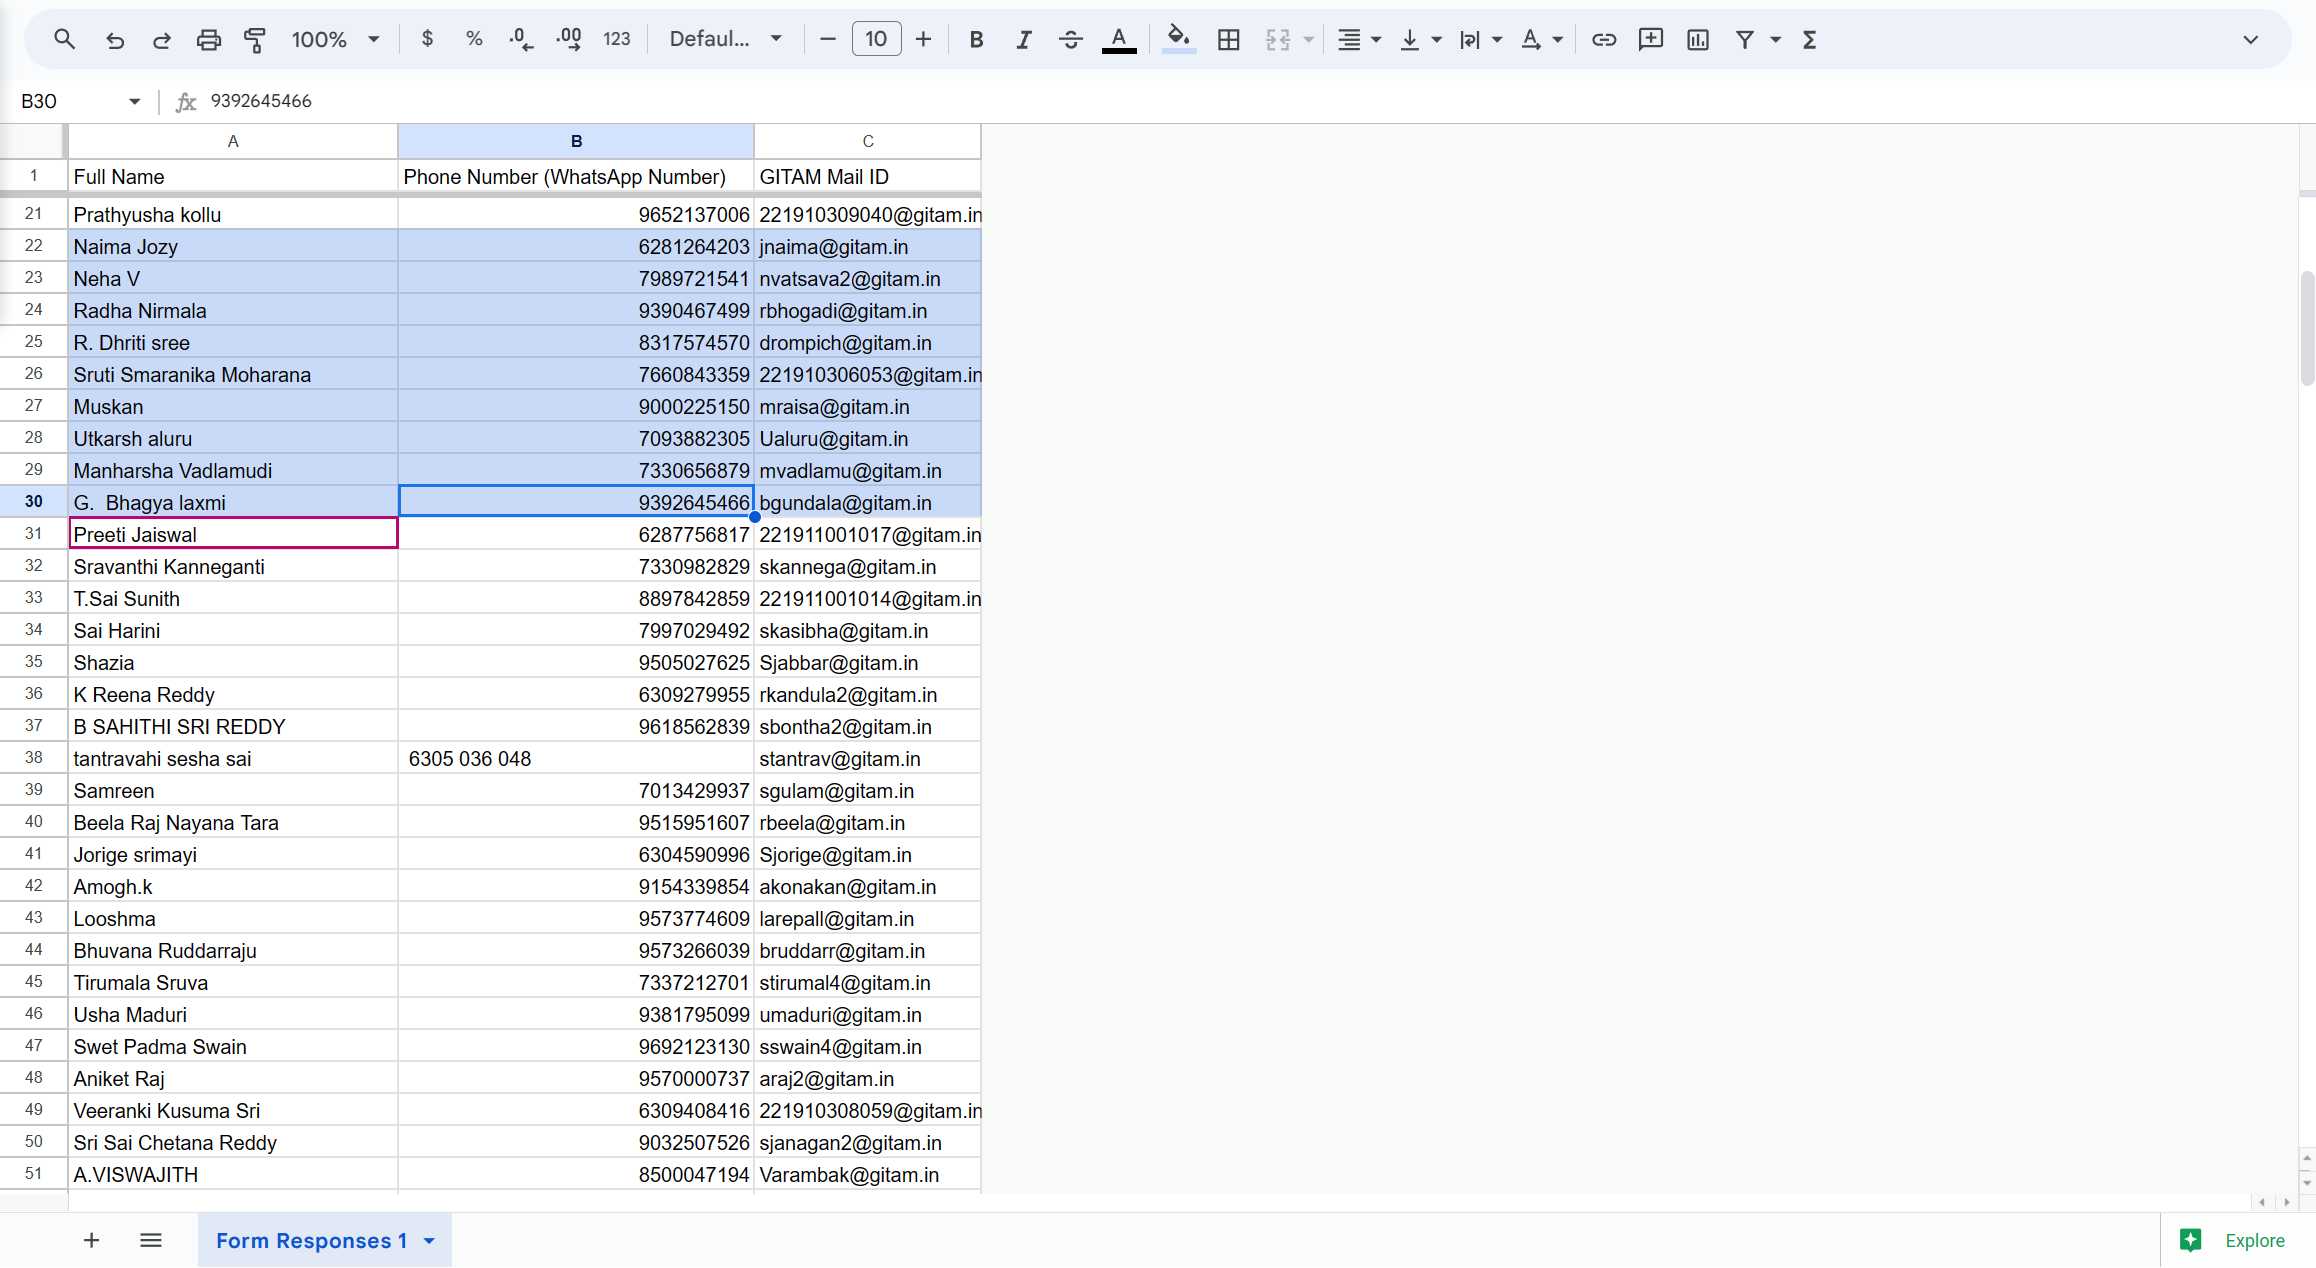 100% $ % .0 .00 123 Defaul... 10 B I A
B30 fx 9392645466
A B C
1 Full Name Phone Number (WhatsApp Number) GITAM Mail ID
21 Prathyusha kollu 9652137006 221910309040@gitam.in
22 Naima Jozy 6281264203 jnaima@gitam.in
23 Neha V 7989721541 nvatsava2@gitam.in
24 Radha Nirmala 9390467499 rbhogadi@gitam.in
25 R. Dhriti sree 8317574570 drompich@gitam.in
26 Sruti Smaranika Moharana 7660843359 221910306053@gitam.in
27 Muskan 9000225150 mraisa@gitam.in
28 Utkarsh aluru 7093882305 Ualuru@gitam.in
29 Manharsha Vadlamudi 7330656879 mvadlamu@gitam.in
30 G.  Bhagya laxmi 9392645466 bgundala@gitam.in
31 Preeti Jaiswal 6287756817 221911001017@gitam.in
32 Sravanthi Kanneganti 7330982829 skannega@gitam.in
33 T.Sai Sunith 8897842859 221911001014@gitam.in
34 Sai Harini 7997029492 skasibha@gitam.in
35 Shazia 9505027625 Sjabbar@gitam.in
36 K Reena Reddy 6309279955 rkandula2@gitam.in
37 B SAHITHI SRI REDDY 9618562839 sbontha2@gitam.in
38 tantravahi sesha sai 6305 036 048 stantrav@gitam.in
39 Samreen 7013429937 sgulam@gitam.in
40 Beela Raj Nayana Tara 9515951607 rbeela@gitam.in
41 Jorige srimayi 6304590996 Sjorige@gitam.in
42 Amogh.k 9154339854 akonakan@gitam.in
43 Looshma 9573774609 larepall@gitam.in
44 Bhuvana Ruddarraju 9573266039 bruddarr@gitam.in
45 Tirumala Sruva 7337212701 stirumal4@gitam.in
46 Usha Maduri 9381795099 umaduri@gitam.in
47 Swet Padma Swain 9692123130 sswain4@gitam.in
48 Aniket Raj 9570000737 araj2@gitam.in
49 Veeranki Kusuma Sri 6309408416 221910308059@gitam.in
50 Sri Sai Chetana Reddy 9032507526 sjanagan2@gitam.in
51 A.VISWAJITH 8500047194 Varambak@gitam.in
Form Responses 1 Explore